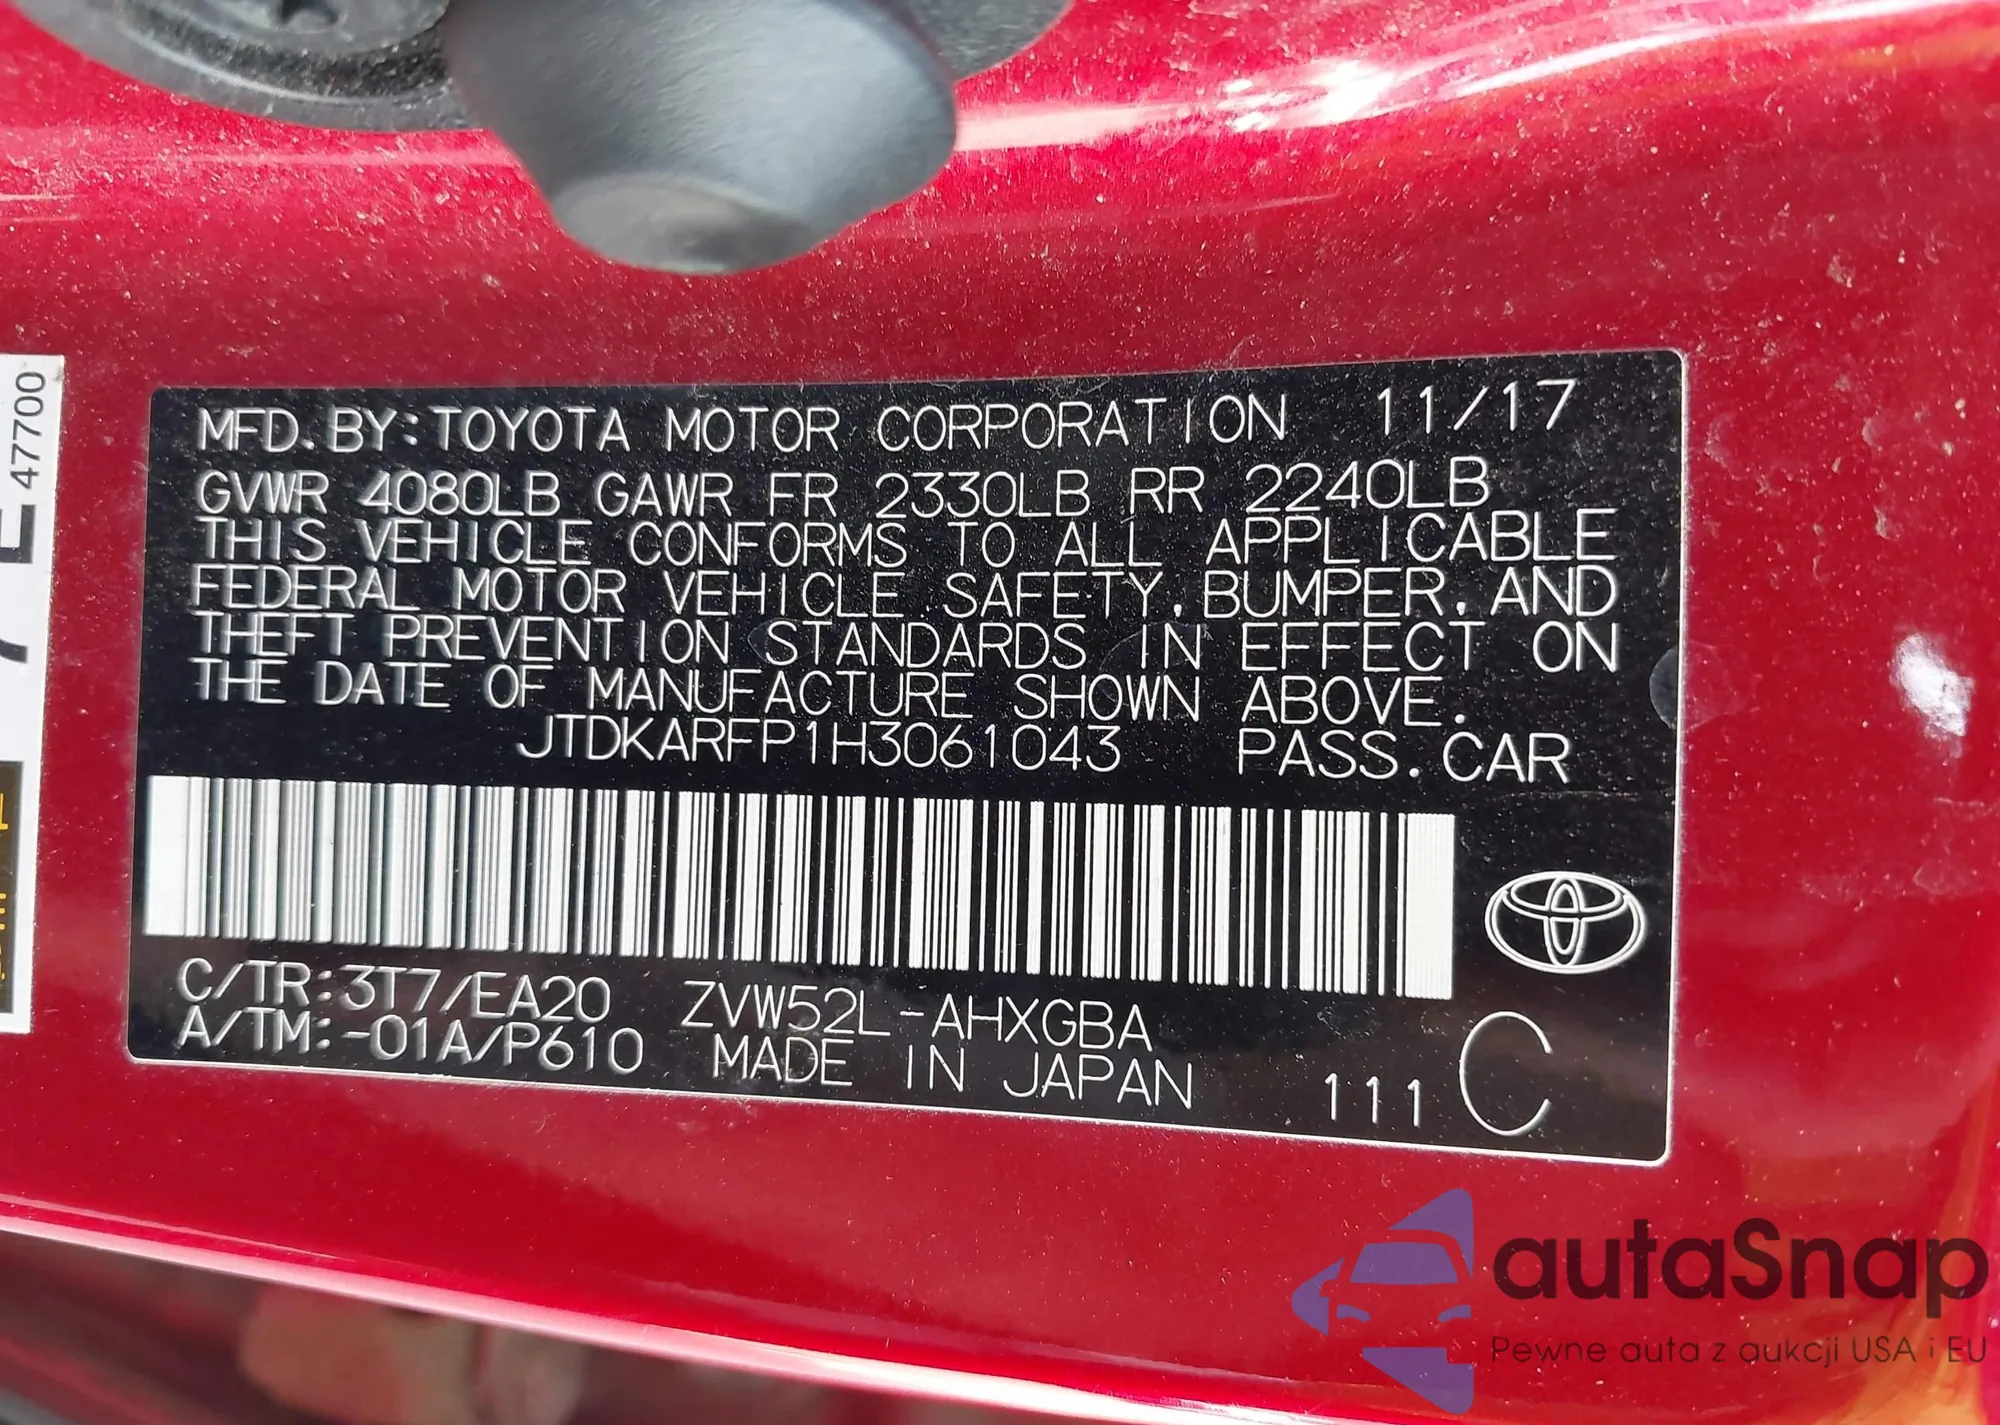 MFD.BY:TOYOTA MOTOR CORPORATION 11/17
GVWR 4080LB GAWR FR 2330LB RR 2240LB
THIS VEHICLE CONFORMS TO ALL APPLICABLE
FEDERAL MOTOR VEHICLE SAFETY, BUMPER, AND
THEFT PREVENTION STANDARDS IN EFFECT ON
THE DATE OF MANUFACTURE SHOWN ABOVE.
JTDKARFP1H3061043 PASS.CAR
C/TR:3T7/EA20 ZVW52L-AHXGBA
A/TM:-01A/P610 MADE IN JAPAN
111 C
47700
autaSnap
Pewne auta z aukcji USA i EU